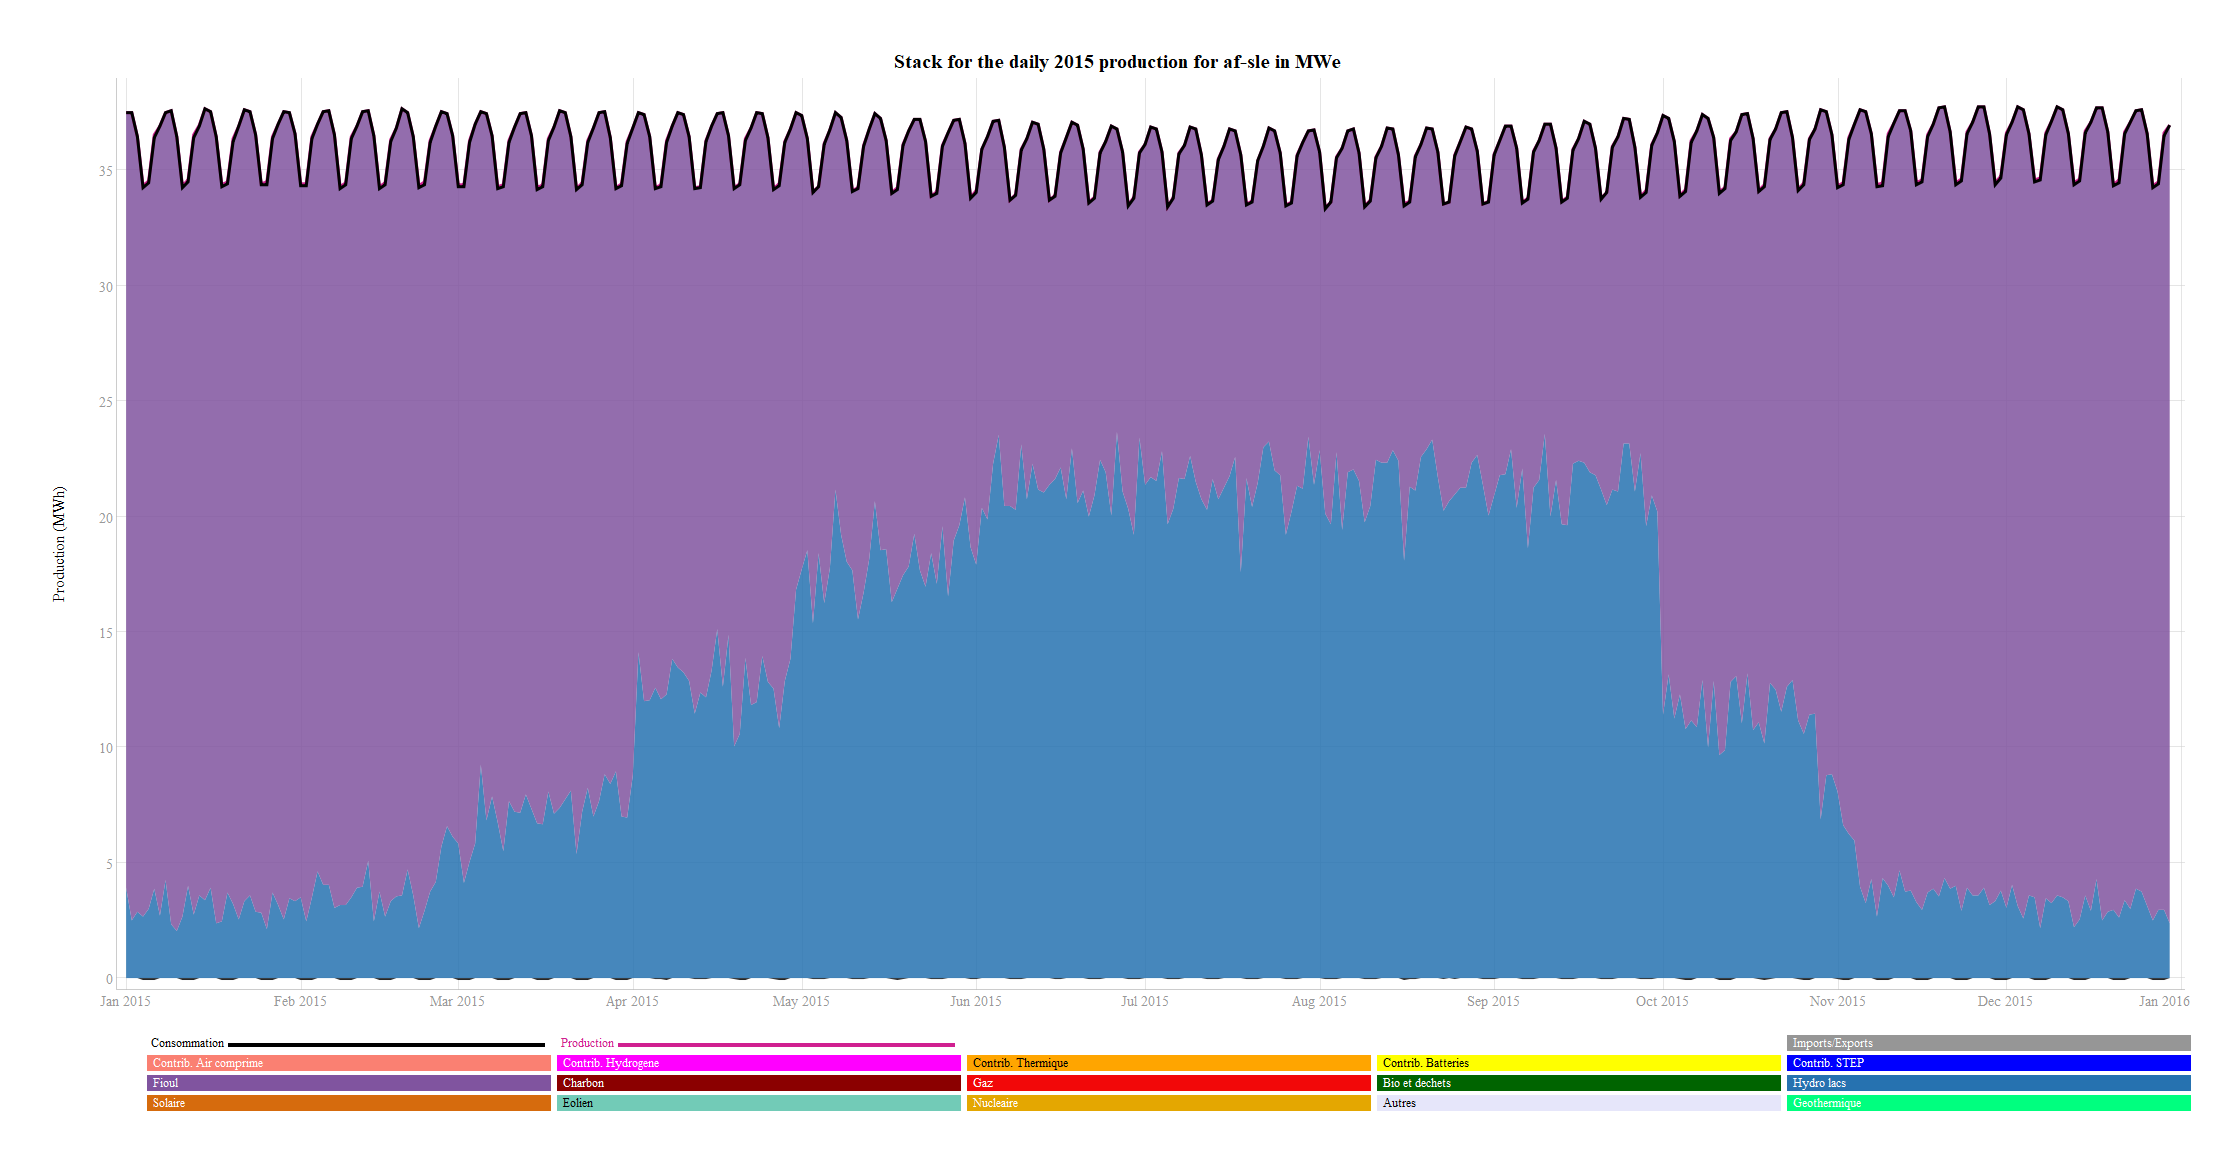 Stack for the daily 2015 production for af-sle in MWe
Production (MWh)
35
30
25
20
15
10
5
0
Jan 2015 Feb 2015 Mar 2015 Apr 2015 May 2015 Jun 2015 Jul 2015 Aug 2015 Sep 2015 Oct 2015 Nov 2015 Dec 2015 Jan 2016
Consommation Production Imports/Exports
Contrib. Air comprime Contrib. Hydrogene Contrib. Thermique Contrib. Batteries Contrib. STEP
Fioul Charbon Gaz Bio et dechets Hydro lacs
Solaire Eolien Nucleaire Autres Geothermique